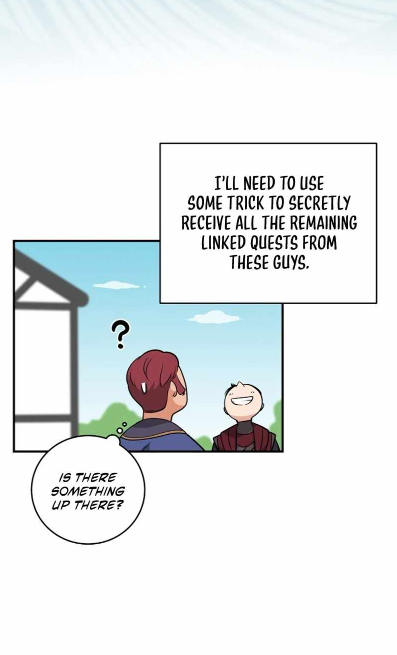 I'LL NEED TO USE
SOME TRICK TO SECRETLY
RECEIVE ALL THE REMAINING
LINKED QUESTS FROM
THESE GUYS.
?
IS THERE
SOMETHING
UP THERE?